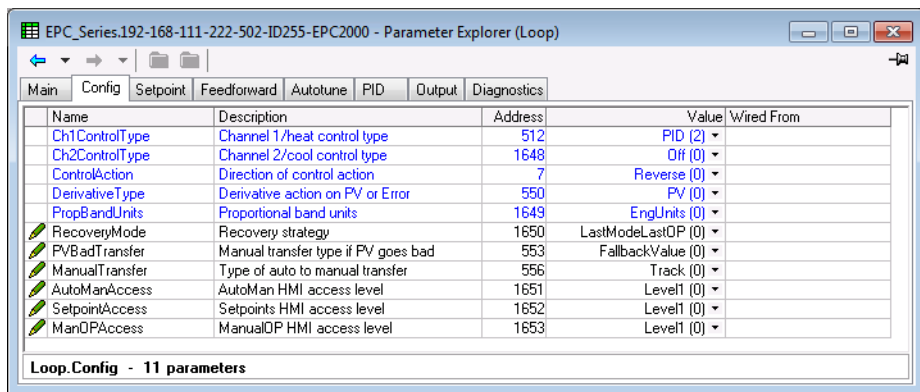 EPC_Series.192-168-111-222-502-ID255-EPC2000 - Parameter Explorer (Loop)
Main Config Setpoint Feedforward Autotune PID Output Diagnostics
Name Description Address Value Wired From
Ch1ControlType Channel 1/heat control type 512 PID (2)
Ch2ControlType Channel 2/cool control type 1648 Off (0)
ControlAction Direction of control action 7 Reverse (0)
DerivativeType Derivative action on PV or Error 550 PV (0)
PropBandUnits Proportional band units 1649 EngUnits (0)
RecoveryMode Recovery strategy 1650 LastModeLastOP (0)
PVBadTransfer Manual transfer type if PV goes bad 553 FallbackValue (0)
ManualTransfer Type of auto to manual transfer 556 Track (0)
AutoManAccess AutoMan HMI access level 1651 Level1 (0)
SetpointAccess Setpoints HMI access level 1652 Level1 (0)
ManOPAccess ManualOP HMI access level 1653 Level1 (0)
Loop.Config - 11 parameters